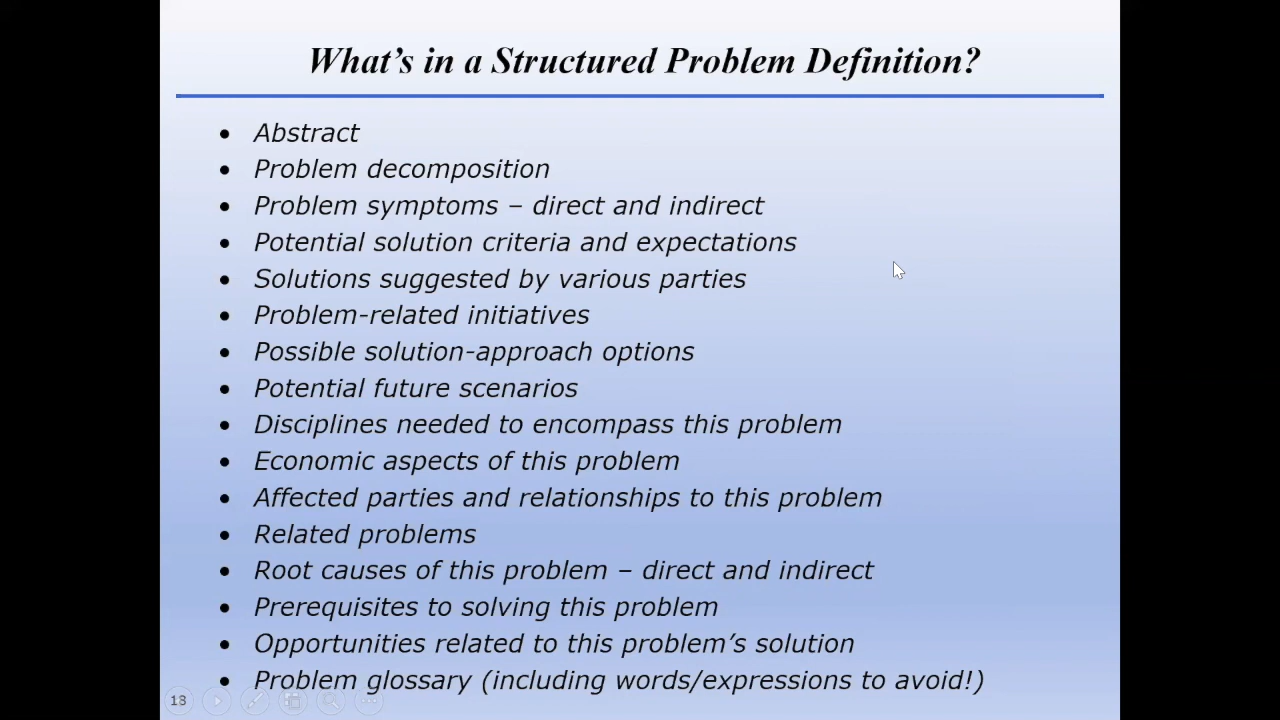 What’s in a Structured Problem Definition?
• Abstract
• Problem decomposition
• Problem symptoms – direct and indirect
• Potential solution criteria and expectations
• Solutions suggested by various parties
• Problem-related initiatives
• Possible solution-approach options
• Potential future scenarios
• Disciplines needed to encompass this problem
• Economic aspects of this problem
• Affected parties and relationships to this problem
• Related problems
• Root causes of this problem – direct and indirect
• Prerequisites to solving this problem
• Opportunities related to this problem’s solution
• Problem glossary (including words/expressions to avoid!)
18